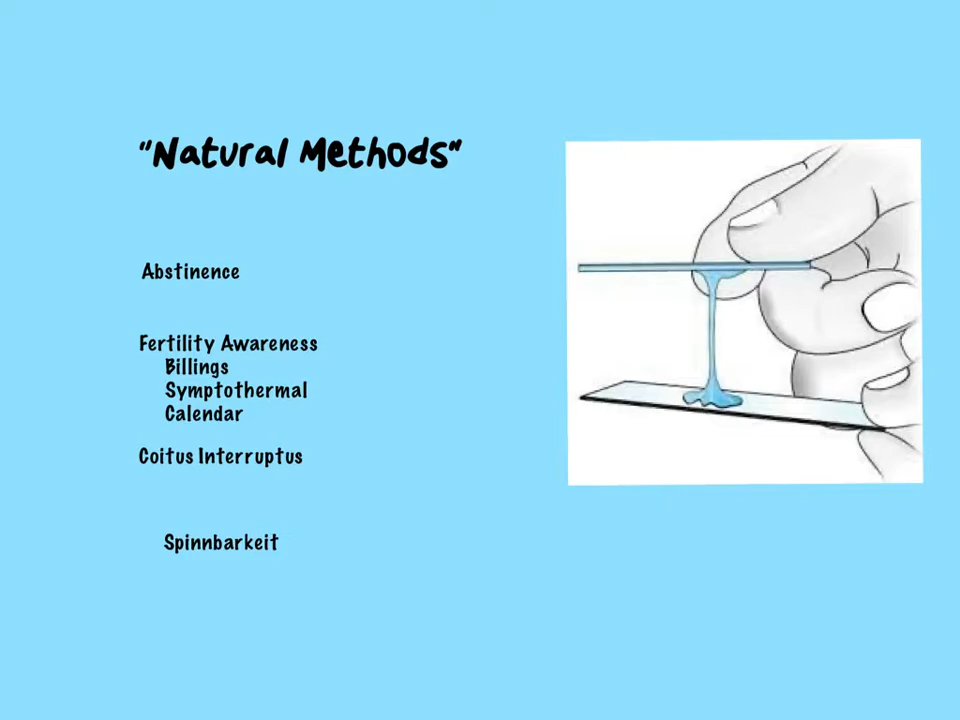 "Natural Methods"
Abstinence
Fertility Awareness
Billings
Symptothermal
Calendar
Coitus Interruptus
Spinnbarkeit